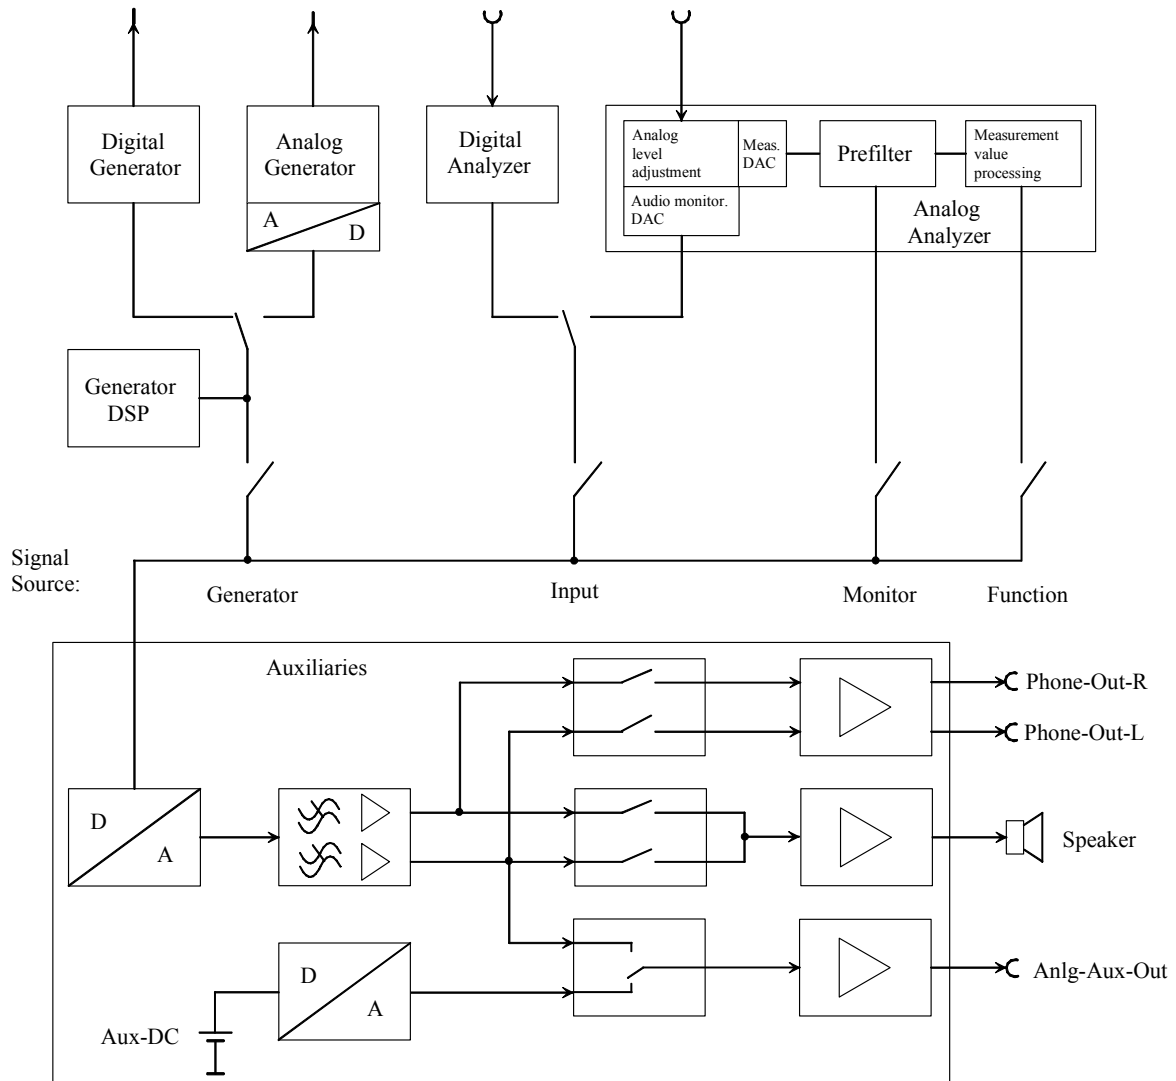 Digital
Generator
Analog
Generator
A
D
Digital
Analyzer
Analog
level
adjustment
Meas.
DAC
Audio monitor.
DAC
Prefilter
Measurement
value
processing
Analog
Analyzer
Generator
DSP
Signal
Source:
Generator
Input
Monitor
Function
Auxiliaries
Phone-Out-R
Phone-Out-L
D
A
Speaker
D
A
Anlg-Aux-Out
Aux-DC